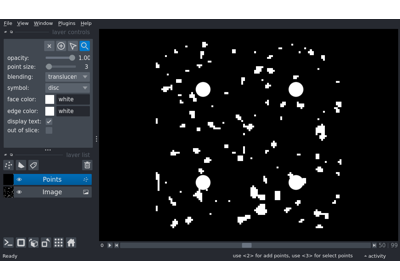 File View Window Plugins Help
layer controls
opacity: 1.00
point size: 3
blending: translucen
symbol: disc
face color: white
edge color: white
display text:
out of slice:
layer list
Points
Image
0 50 99
Ready use <2> for add points, use <3> for select points activity